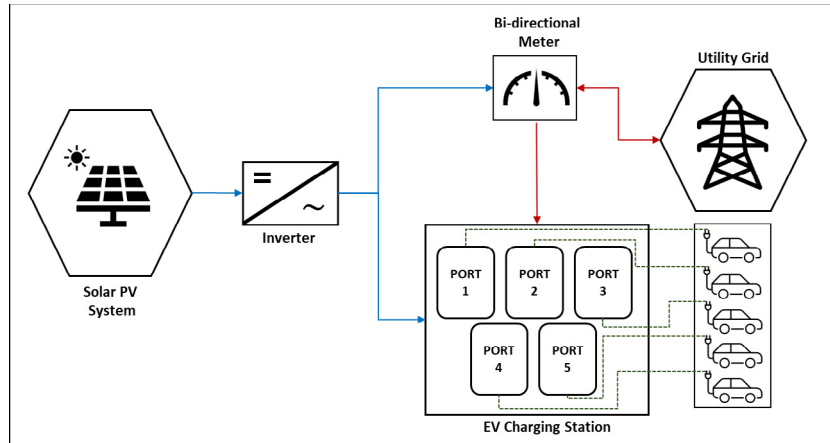 Bi-directional
Meter
Utility Grid
Solar PV
System
=
~
Inverter
PORT
1
PORT
2
PORT
3
PORT
4
PORT
5
EV Charging Station